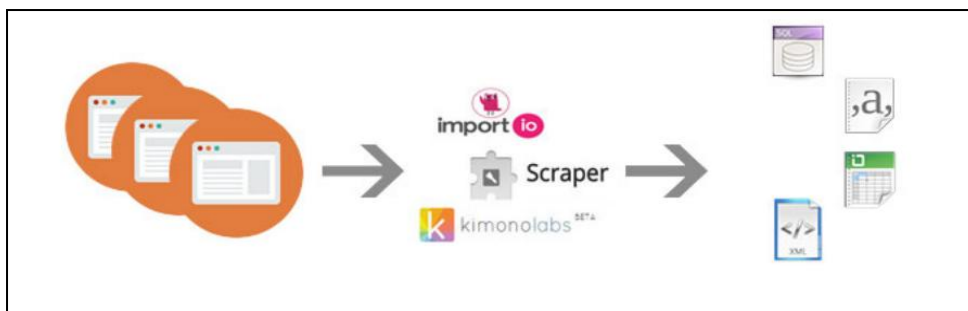 SQL
,a,
import io
Scraper
kimonolabs BETA
</>
XML